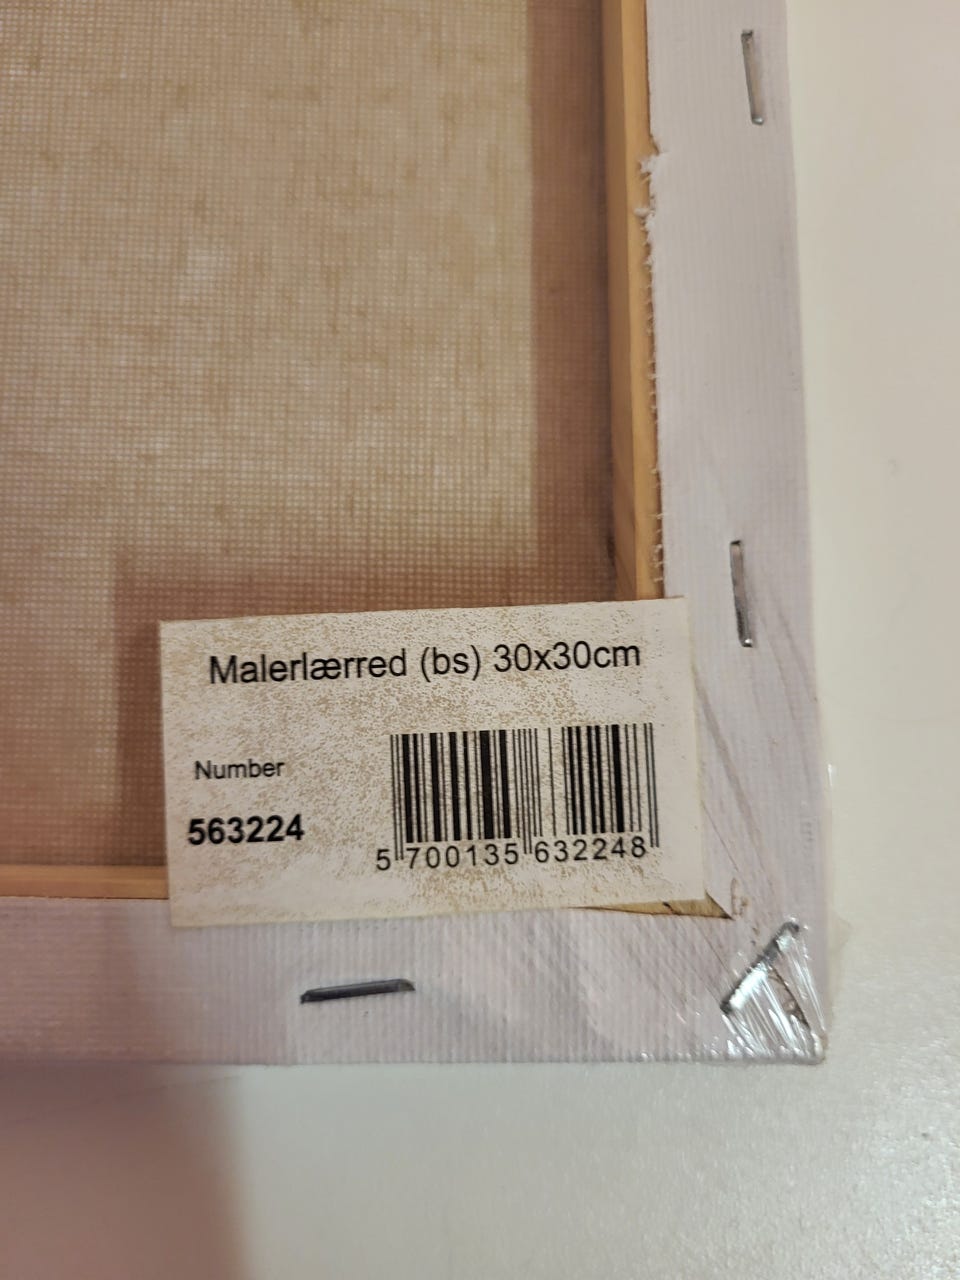 Malerlærred (bs) 30x30cm
Number
563224
5 700135 632248